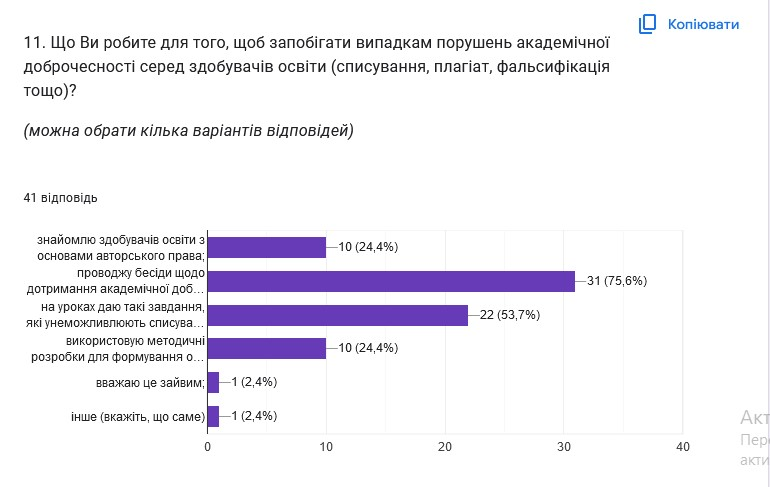 Копіювати
11. Що Ви робите для того, щоб запобігати випадкам порушень академічної
доброчесності серед здобувачів освіти (списування, плагіат, фальсифікація
тощо)?
(можна обрати кілька варіантів відповідей)
41 відповідь
знайомлю здобувачів освіти з
основами авторського права;
10 (24,4%)
проводжу бесіди щодо
дотримання академічної доб…
31 (75,6%)
на уроках даю такі завдання,
які унеможливлюють списува…
22 (53,7%)
використовую методичні
розробки для формування о…
10 (24,4%)
вважаю це зайвим;
1 (2,4%)
інше (вкажіть, що саме)
1 (2,4%)
0 10 20 30 40
Акт
Пере
акти